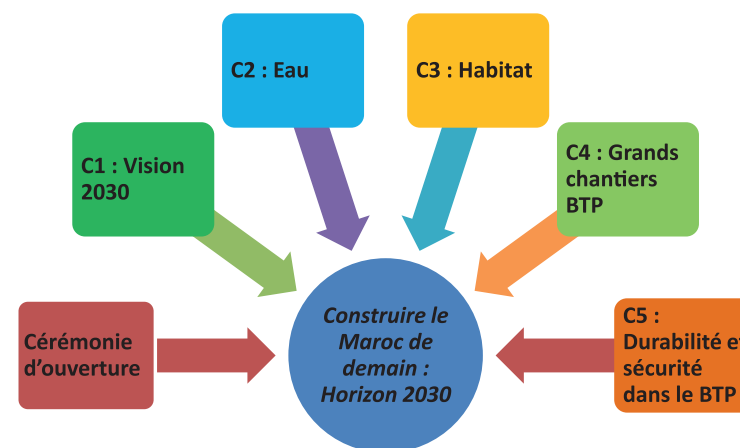 C2 : Eau
C3 : Habitat
C1 : Vision
2030
C4 : Grands
chantiers
BTP
Cérémonie
d’ouverture
Construire le
Maroc de
demain :
Horizon 2030
C5 :
Durabilité et
sécurité
dans le BTP